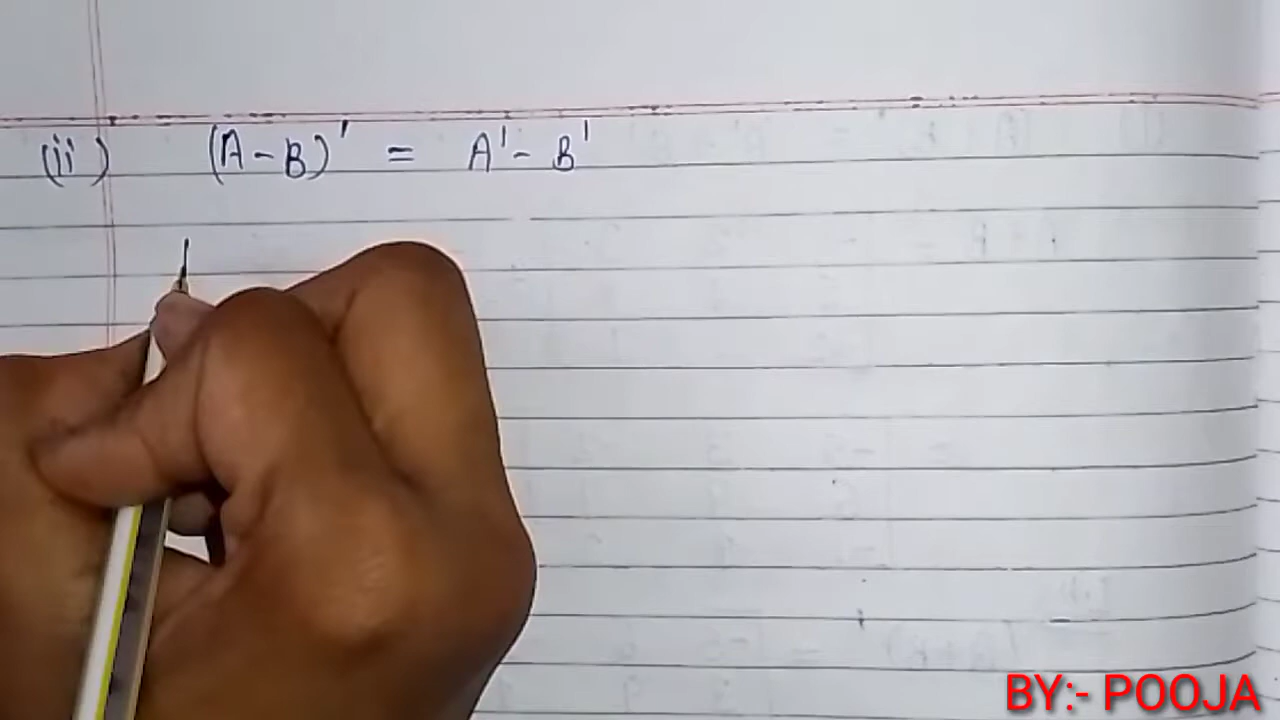 (ii) (A - B)' = A' - B'
BY:- POOJA